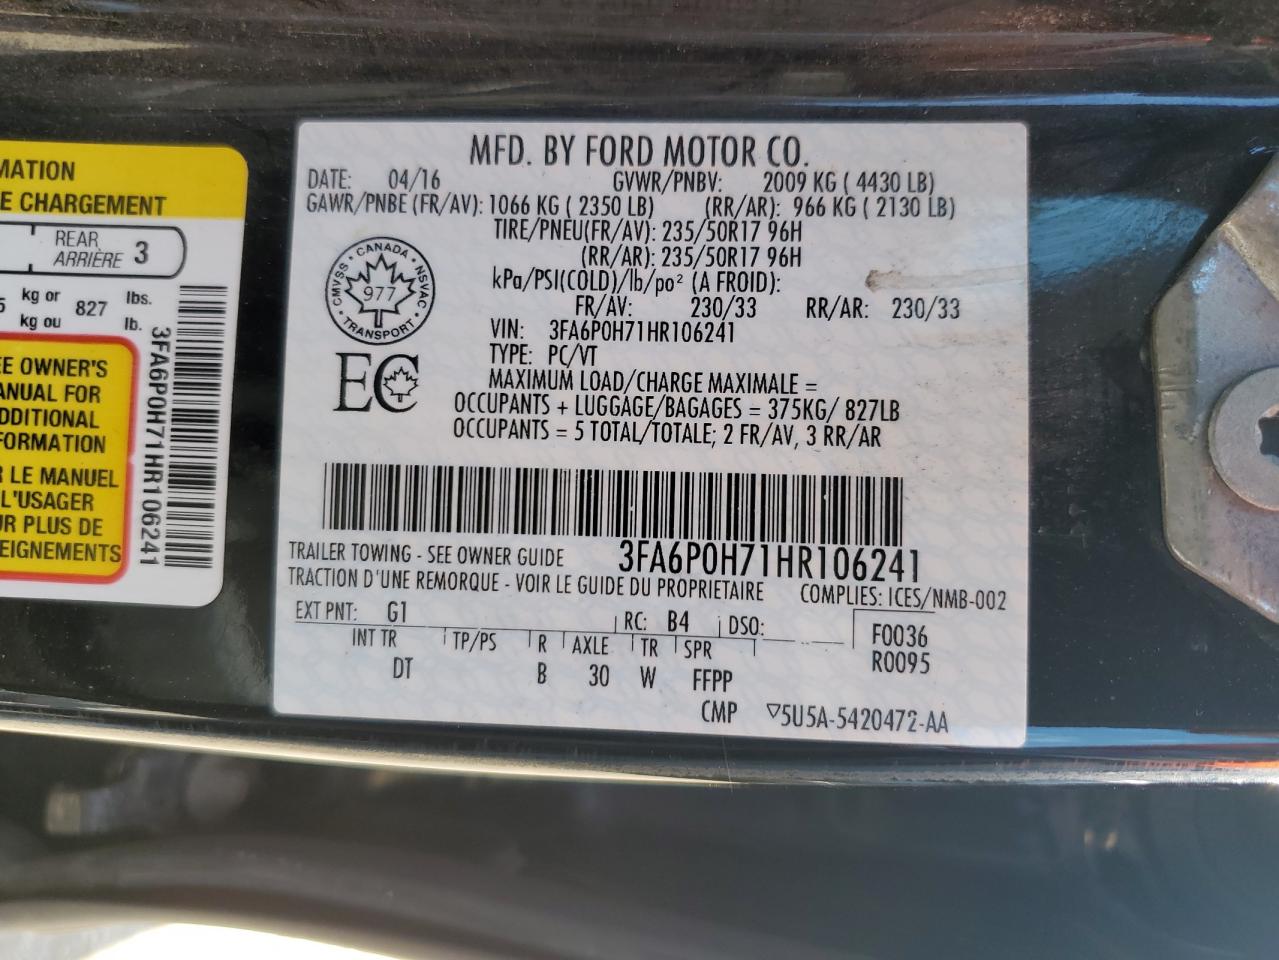 MFD. BY FORD MOTOR CO.
DATE: 04/16 GVWR/PNBV: 2009 KG ( 4430 LB)
GAWR/PNBE (FR/AV): 1066 KG ( 2350 LB) (RR/AR): 966 KG ( 2130 LB)
TIRE/PNEU(FR/AV): 235/50R17 96H
(RR/AR): 235/50R17 96H
kPa/PSI(COLD)/lb/po² (A FROID):
FR/AV: 230/33 RR/AR: 230/33
VIN: 3FA6P0H71HR106241
TYPE: PC/VT
MAXIMUM LOAD/CHARGE MAXIMALE =
OCCUPANTS + LUGGAGE/BAGAGES = 375KG/ 827LB
OCCUPANTS = 5 TOTAL/TOTALE; 2 FR/AV, 3 RR/AR
CANADA
CMVSS 977 NSVAC
TRANSPORT
EC
3FA6P0H71HR106241
TRAILER TOWING - SEE OWNER GUIDE
TRACTION D'UNE REMORQUE - VOIR LE GUIDE DU PROPRIETAIRE
COMPLIES: ICES/NMB-002
EXT PNT: G1 RC: B4 DSO: F0036
R0095
INT TR TP/PS R AXLE TR SPR
DT B 30 W FFPP
CMP ▽5U5A-5420472-AA
MATION
E CHARGEMENT
REAR
ARRIÈRE 3
5 kg or 827 lbs.
kg ou lb.
EE OWNER'S
MANUAL FOR
ADDITIONAL
FORMATION
R LE MANUEL
L'USAGER
UR PLUS DE
EIGNEMENTS
3FA6P0H71HR106241